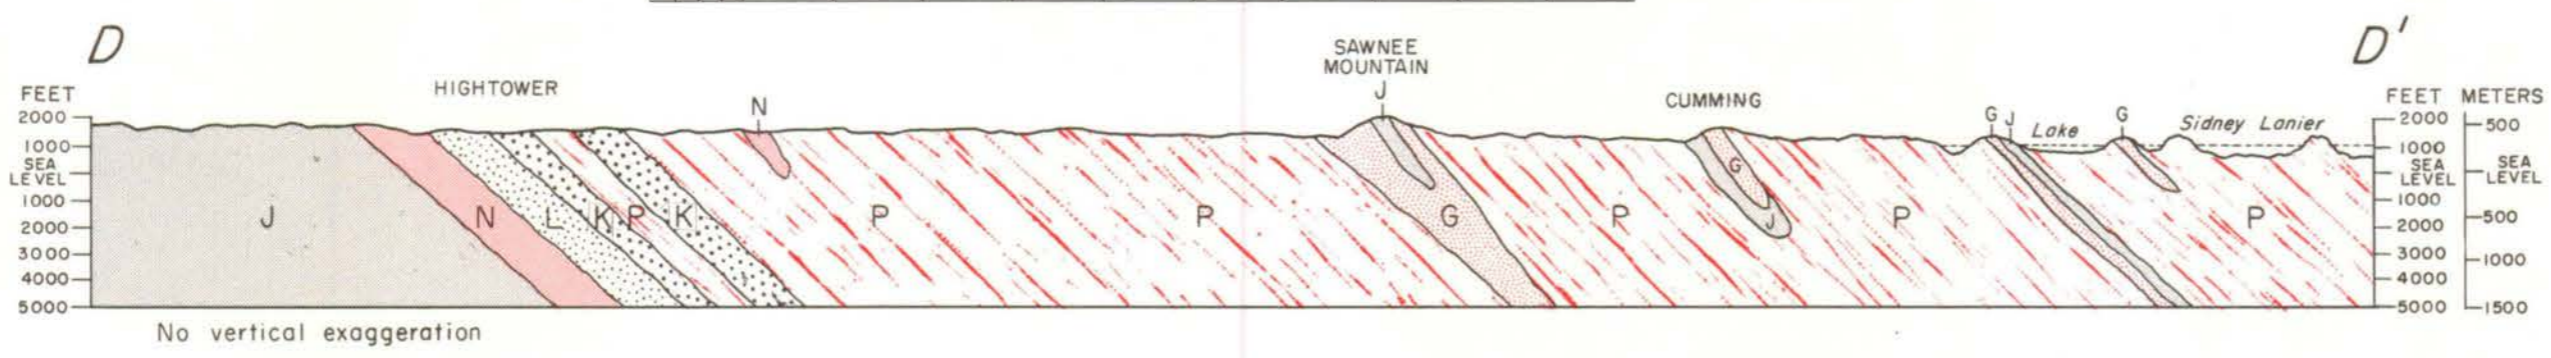 D
D'
HIGHTOWER
SAWNEE
MOUNTAIN
J
N
CUMMING
G J
Lake
G
Sidney Lanier
FEET
2000
1000
SEA
LEVEL
1000
2000
3000
4000
5000
J
N
L
K
P
K
P
P
G
P
G
J
P
P
FEET
2000
1000
SEA
LEVEL
1000
2000
3000
4000
5000
METERS
500
SEA
LEVEL
500
1000
1500
No vertical exaggeration